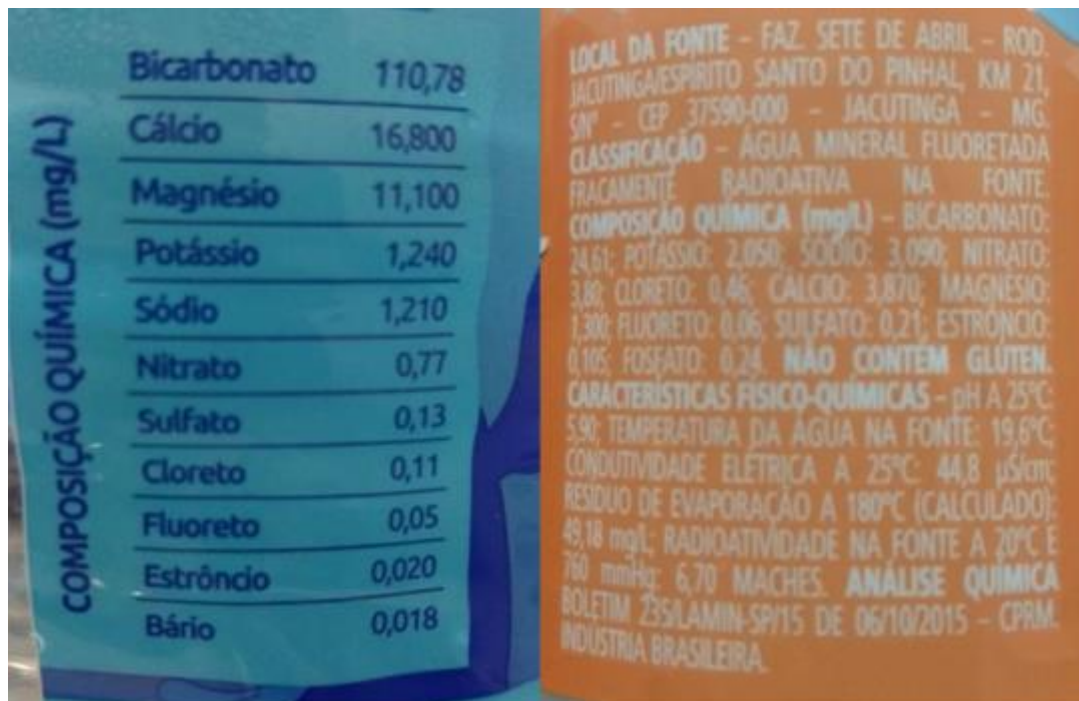 COMPOSIÇÃO QUÍMICA (mg/L)
Bicarbonato 110,78
Cálcio 16,800
Magnésio 11,100
Potássio 1,240
Sódio 1,210
Nitrato 0,77
Sulfato 0,13
Cloreto 0,11
Fluoreto 0,05
Estrôncio 0,020
Bário 0,018
LOCAL DA FONTE – FAZ. SETE DE ABRIL – ROD.
JACUTINGA/ESPIRITO SANTO DO PINHAL, KM 21,
S/Nº – CEP 37590-000 – JACUTINGA – MG.
CLASSIFICAÇÃO – ÁGUA MINERAL FLUORETADA
FRACAMENTE RADIOATIVA NA FONTE.
COMPOSIÇÃO QUÍMICA (mg/L) – BICARBONATO:
24,61; POTÁSSIO: 2,050; SÓDIO: 3,090; NITRATO:
3,80; CLORETO: 0,46; CÁLCIO: 3,870; MAGNÉSIO:
1,300; FLUORETO: 0,06; SULFATO: 0,21; ESTRÔNCIO:
0,105; FOSFATO: 0,24. NÃO CONTÉM GLÚTEN.
CARACTERÍSTICAS FÍSICO-QUÍMICAS – pH A 25°C:
5,90; TEMPERATURA DA ÁGUA NA FONTE: 19,6°C;
CONDUTIVIDADE ELÉTRICA A 25°C: 44,8 µS/cm;
RESÍDUO DE EVAPORAÇÃO A 180°C (CALCULADO):
49,18 mg/L; RADIOATIVIDADE NA FONTE A 20°C E
760 mmHg: 6,70 MACHES. ANÁLISE QUÍMICA
BOLETIM 235/LAMIN-SP/15 DE 06/10/2015 – CPRM.
INDÚSTRIA BRASILEIRA.